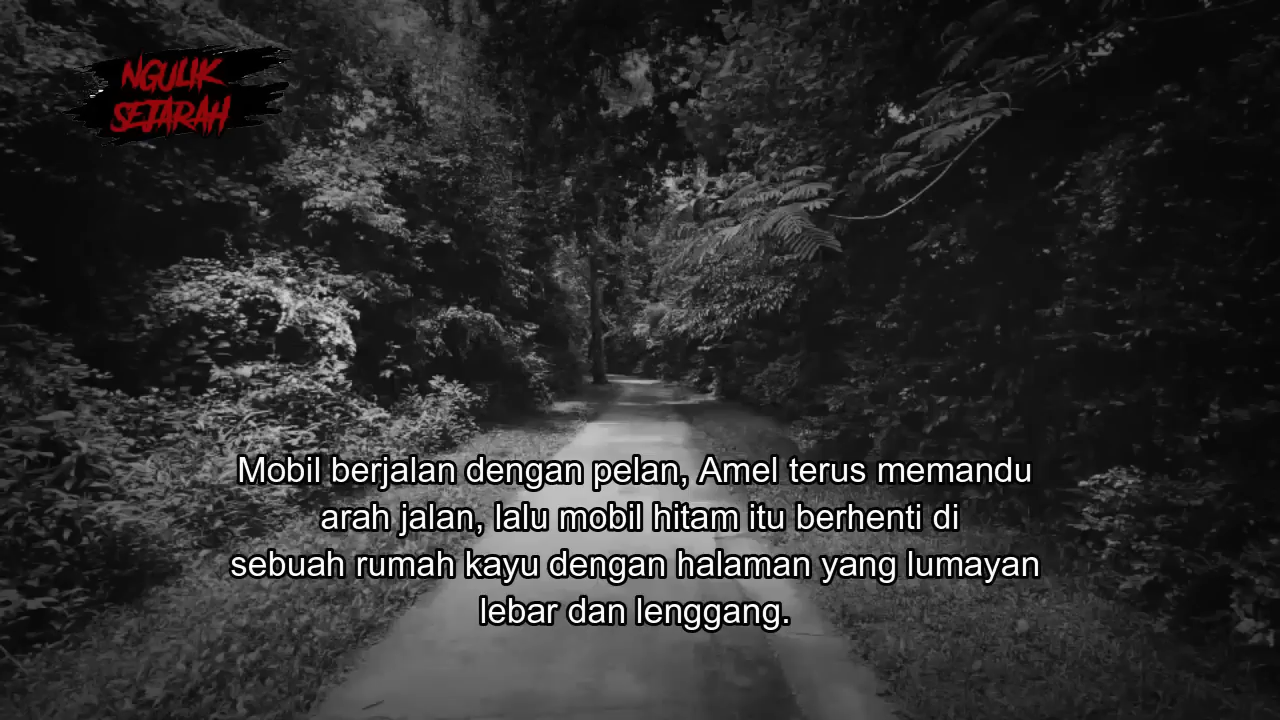 NGULIK
SEJARAH
Mobil berjalan dengan pelan, Amel terus memandu
arah jalan, lalu mobil hitam itu berhenti di
sebuah rumah kayu dengan halaman yang lumayan
lebar dan lenggang.